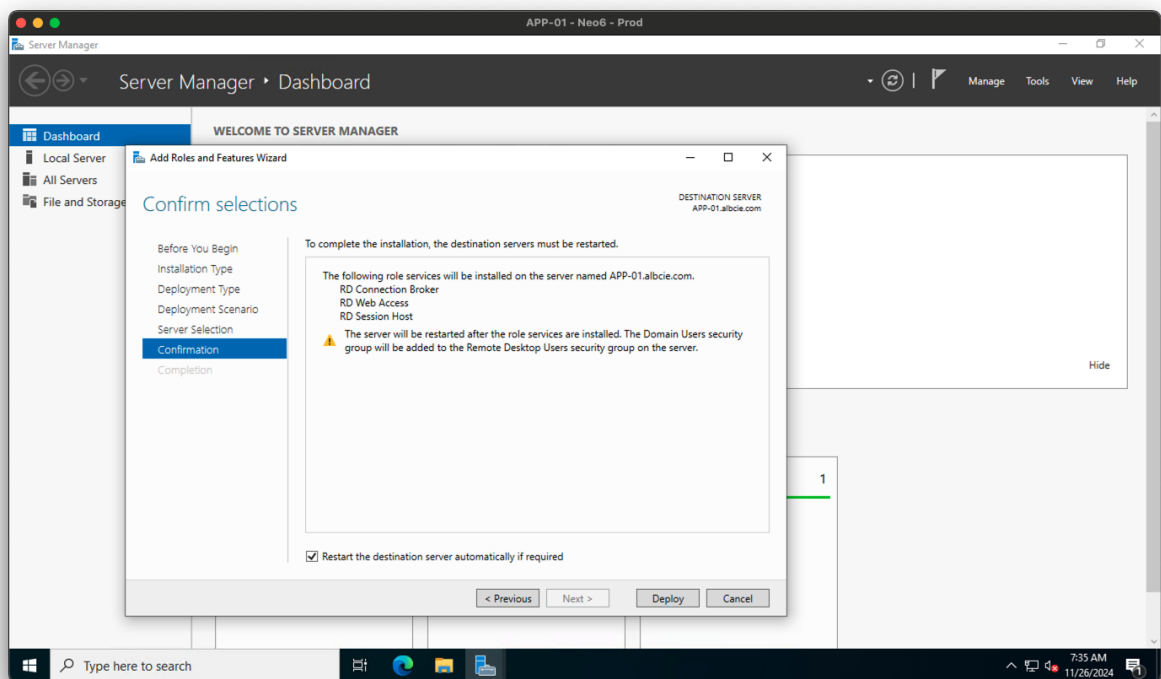 APP-01 - Neo6 - Prod
Server Manager
Server Manager • Dashboard
Manage Tools View Help
Dashboard
Local Server
All Servers
File and Storage
WELCOME TO SERVER MANAGER
Hide
1
Add Roles and Features Wizard
Confirm selections
DESTINATION SERVER
APP-01.albcie.com
Before You Begin
Installation Type
Deployment Type
Deployment Scenario
Server Selection
Confirmation
Completion
To complete the installation, the destination servers must be restarted.
The following role services will be installed on the server named APP-01.albcie.com.
RD Connection Broker
RD Web Access
RD Session Host
The server will be restarted after the role services are installed. The Domain Users security
group will be added to the Remote Desktop Users security group on the server.
Restart the destination server automatically if required
< Previous Next > Deploy Cancel
Type here to search
7:35 AM
11/26/2024
1